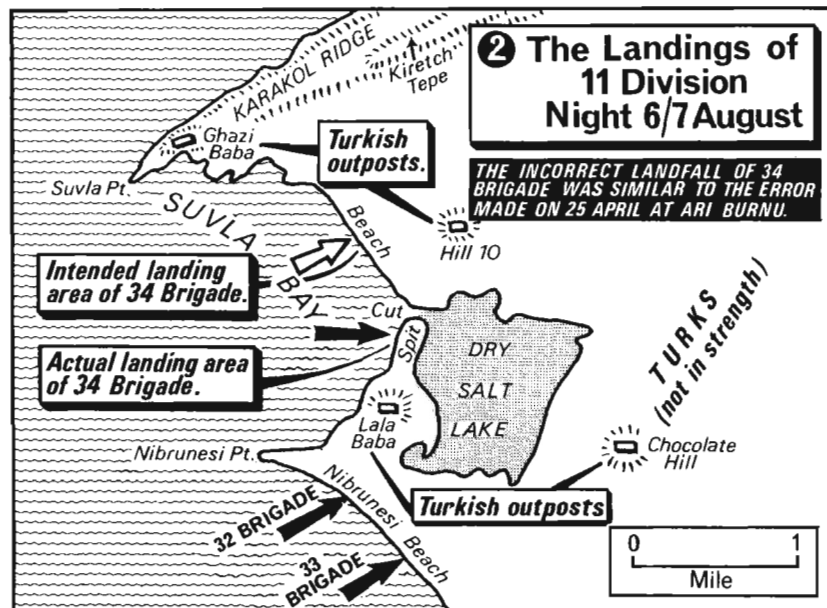 2 The Landings of
11 Division
Night 6/7 August
THE INCORRECT LANDFALL OF 34
BRIGADE WAS SIMILAR TO THE ERROR
MADE ON 25 APRIL AT ARI BURNU.
KARAKOL RIDGE
Kiretch
Tepe
Ghazi
Baba
Turkish
outposts.
Suvla Pt.
SUVLA BAY
Beach
Hill 10
Intended landing
area of 34 Brigade.
Cut
Spit
Actual landing area
of 34 Brigade.
DRY
SALT
LAKE
TURKS
(not in strength)
Lala
Baba
Nibrunesi Pt.
Chocolate
Hill
Nibrunesi Beach
Turkish outposts
32 BRIGADE
33
BRIGADE
0 1
Mile